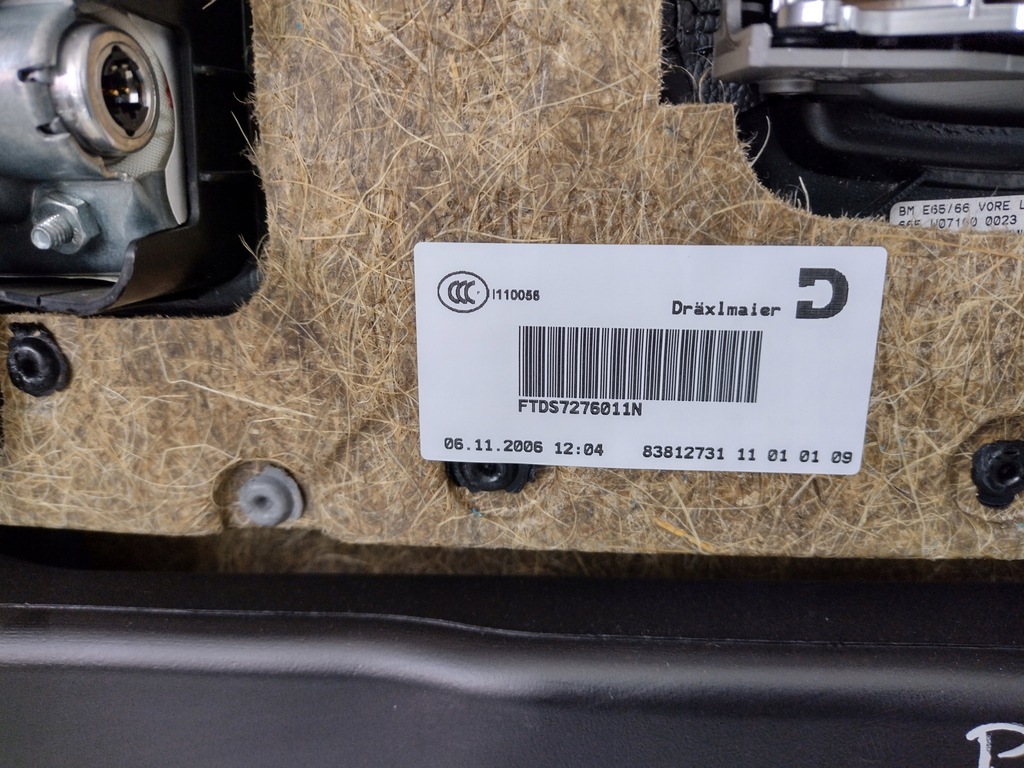 BM E65/66 VORE L
CCC I110056
Dräxlmaier D
FTDS7276011N
06.11.2006 12:04 83812731 11 01 01 09